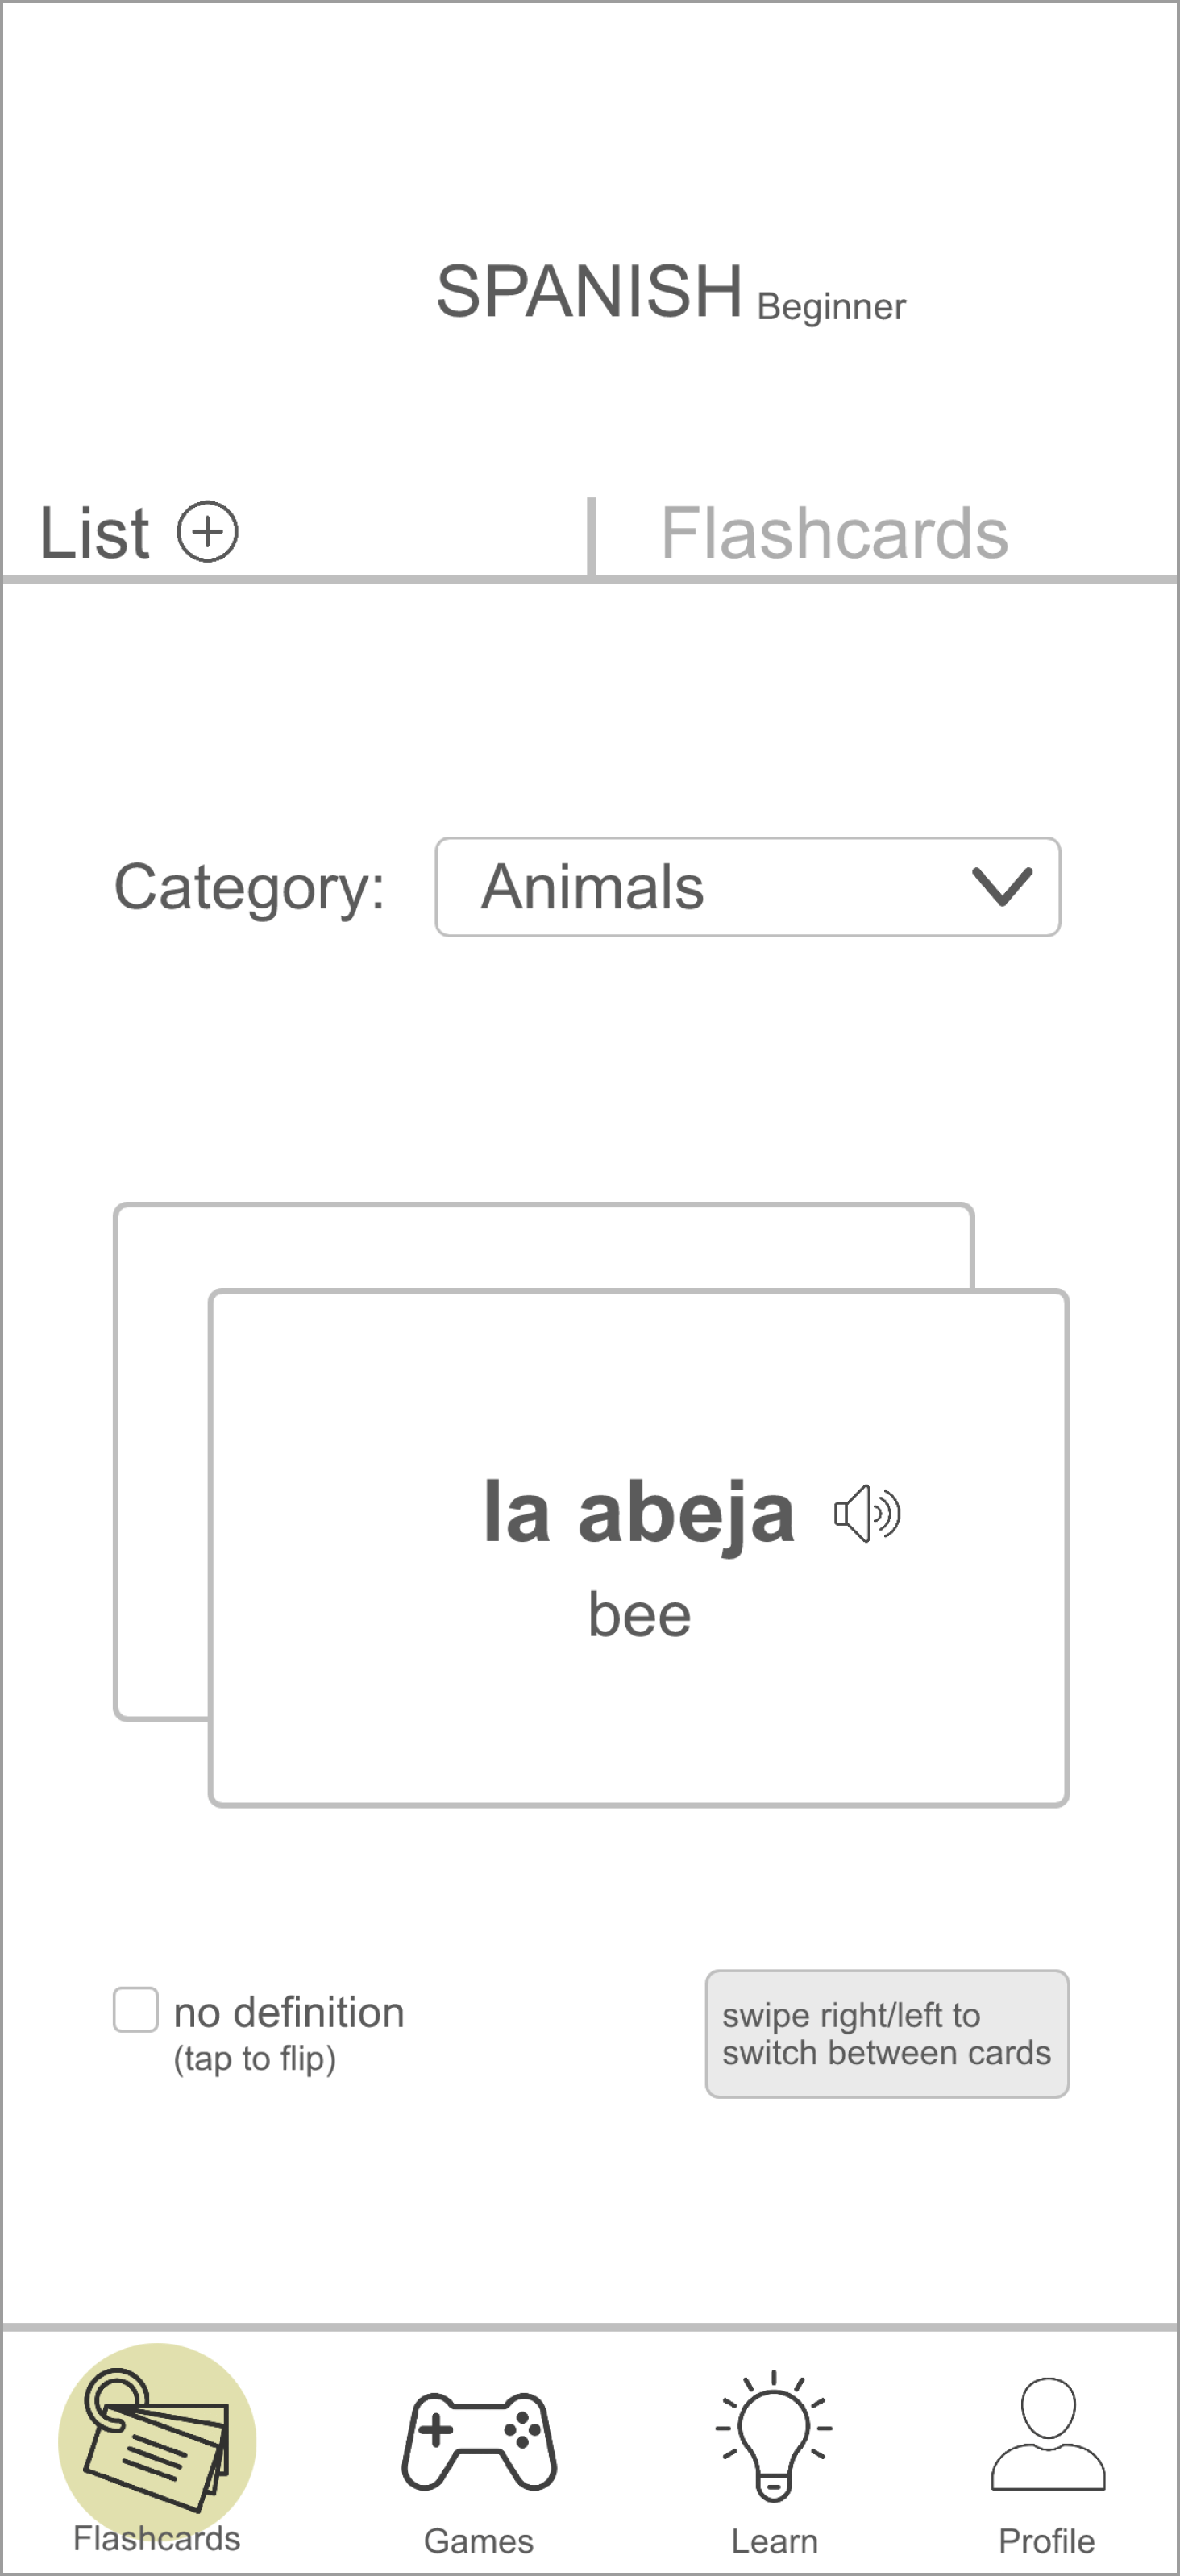 SPANISH Beginner
List
Flashcards
Category: Animals
la abeja
bee
no definition
(tap to flip)
swipe right/left to
switch between cards
Flashcards
Games
Learn
Profile